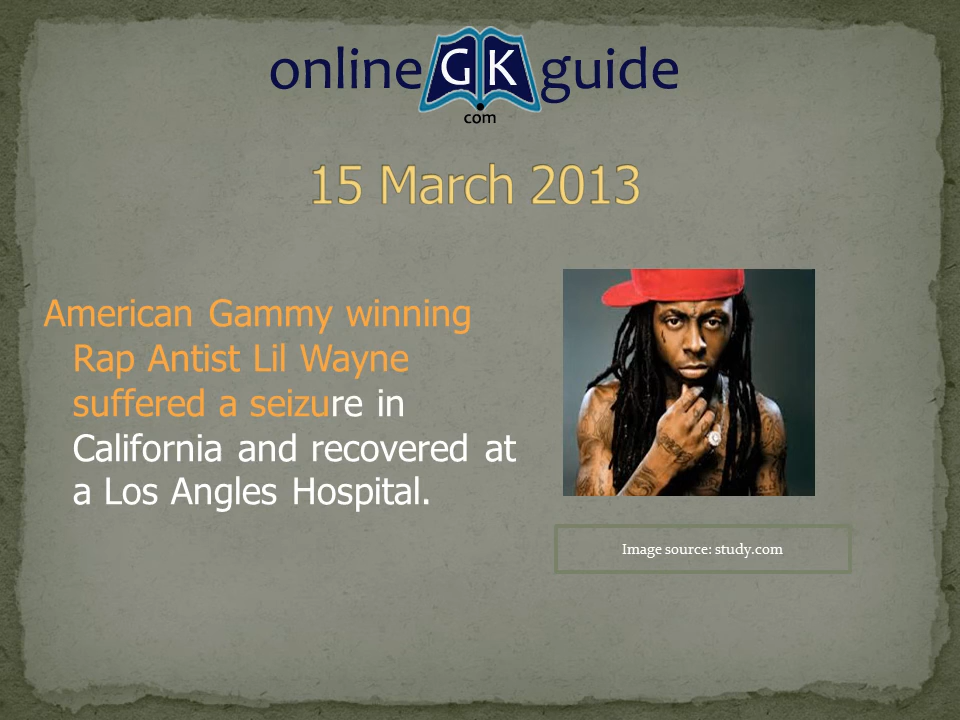 online GK guide
com
15 March 2013
American Gammy winning
Rap Antist Lil Wayne
suffered a seizure in
California and recovered at
a Los Angles Hospital.
Image source: study.com